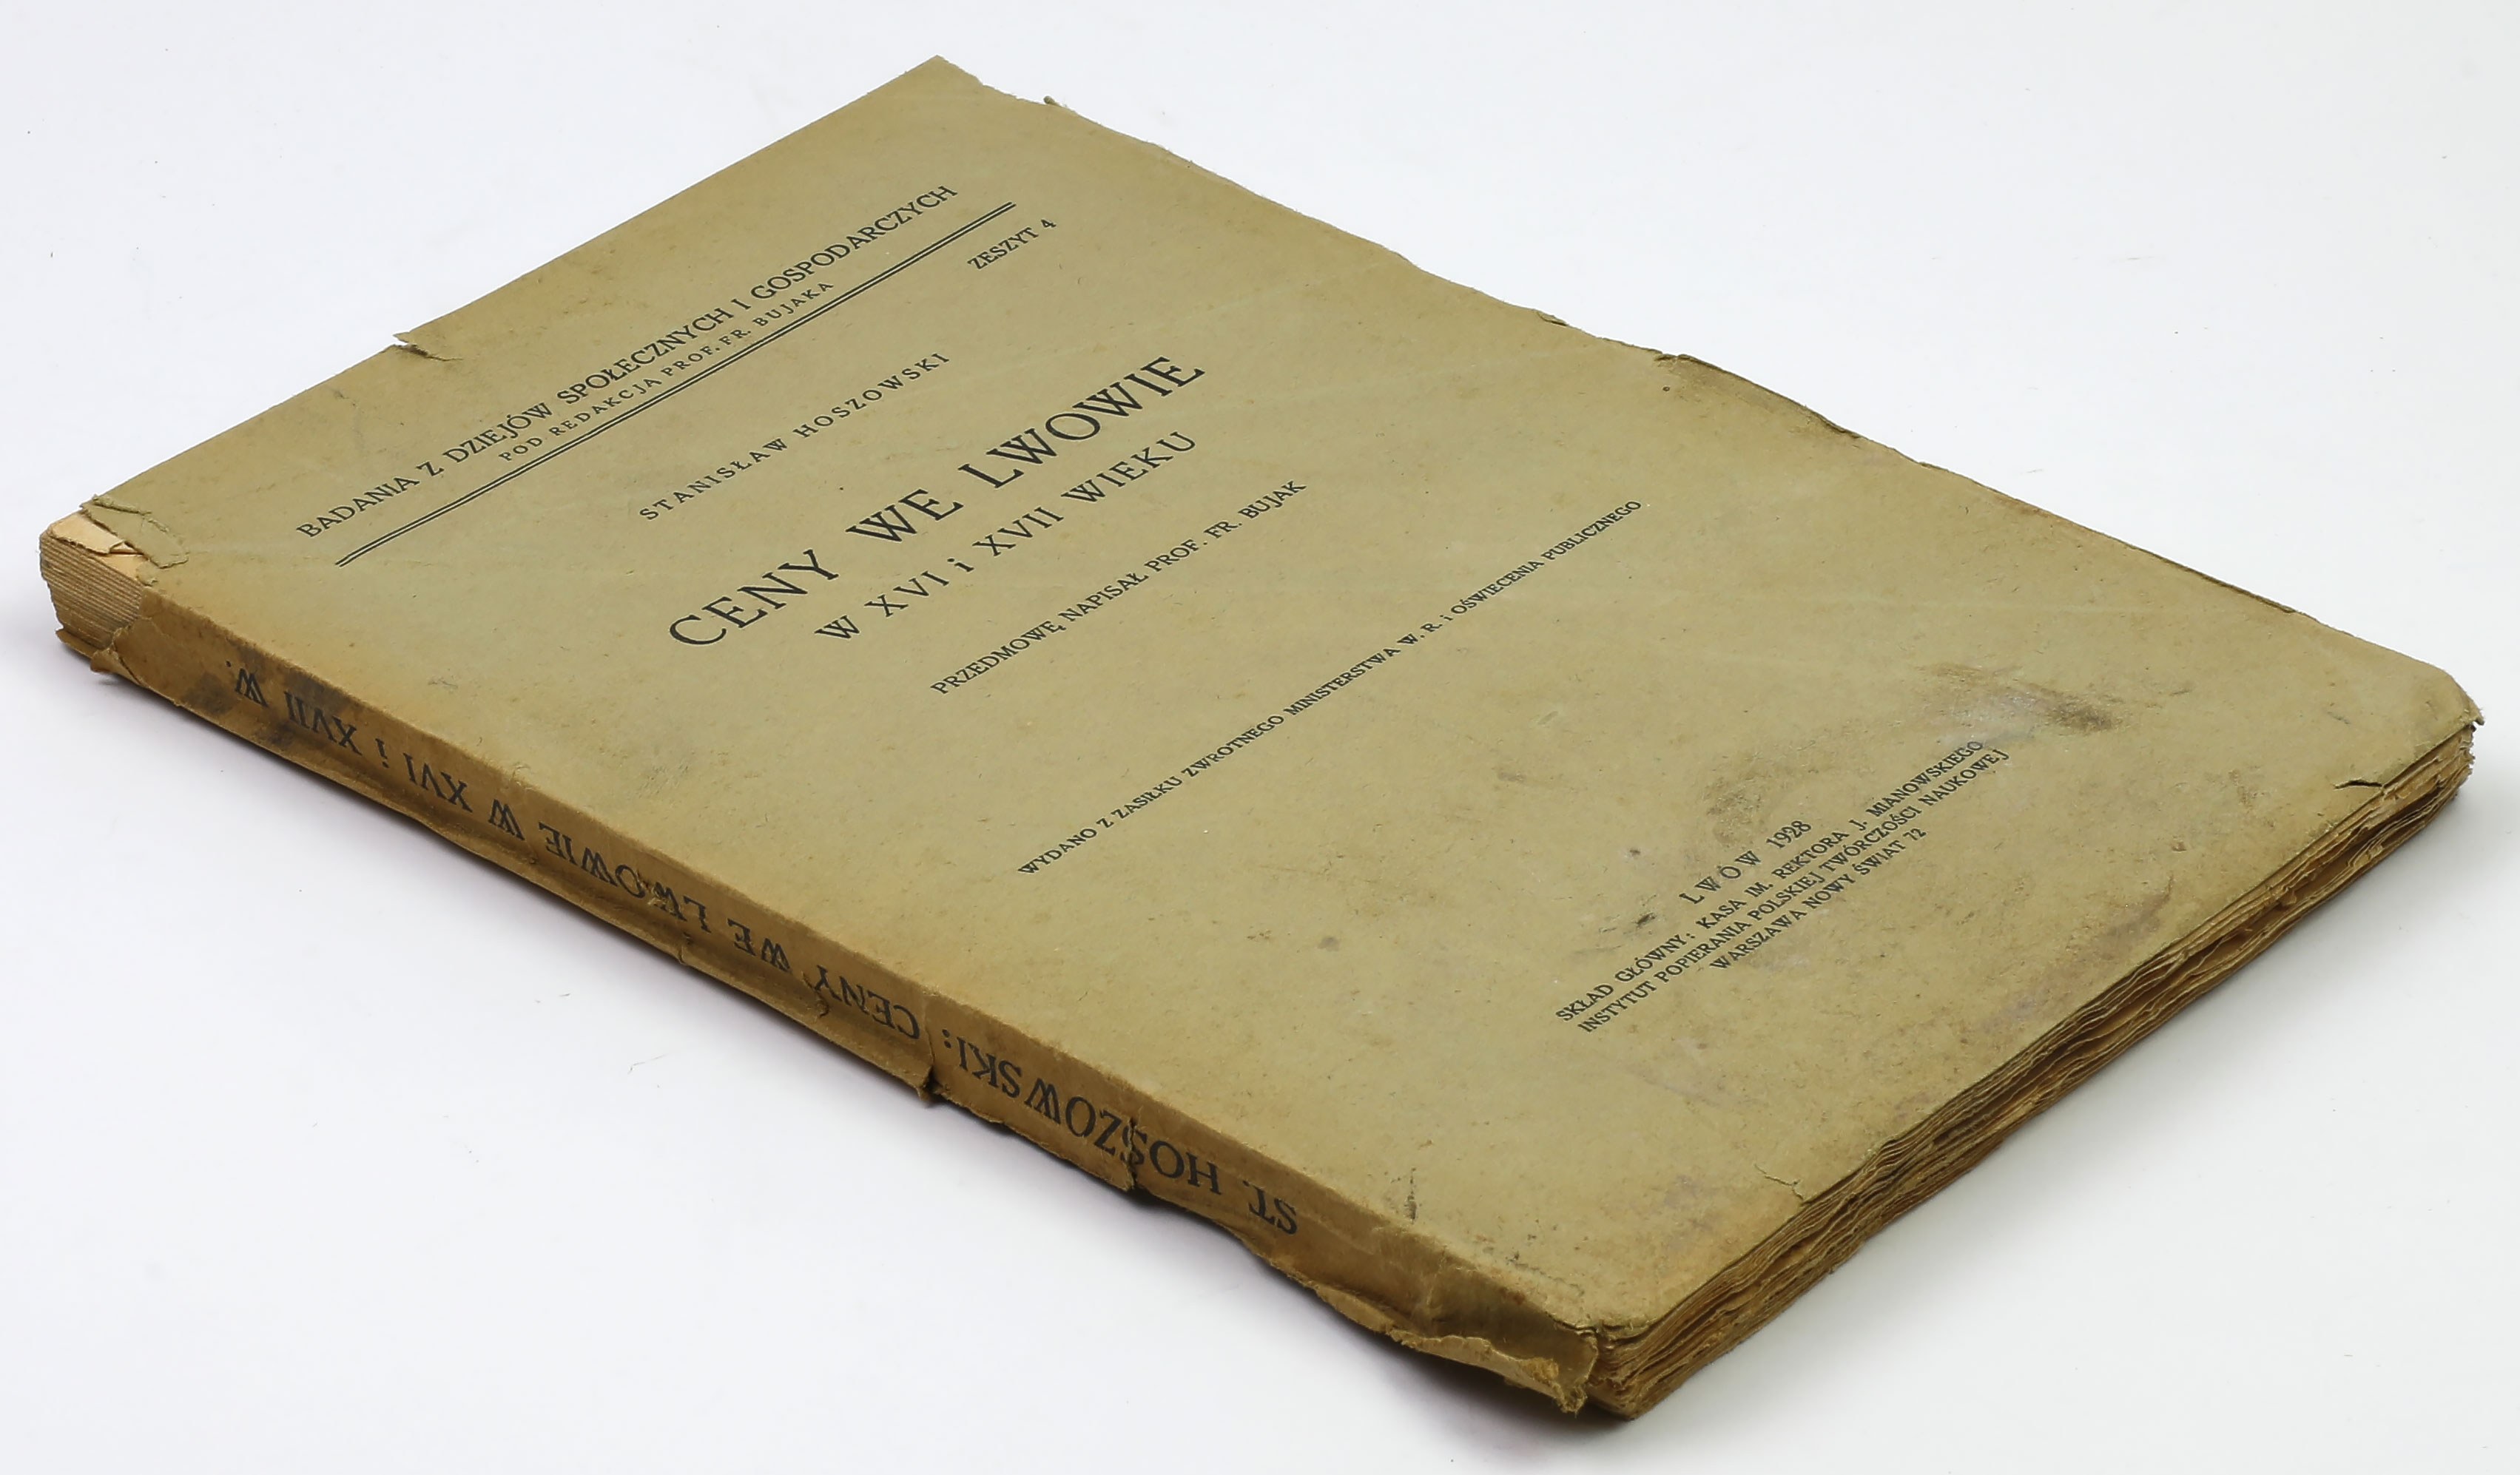 BADANIA Z DZIEJÓW SPOŁECZNYCH I GOSPODARCZYCH
POD REDAKCJĄ PROF. FR. BUJAKA
ZESZYT 4
STANISŁAW HOSZOWSKI
CENY WE LWOWIE
W XVI i XVII WIEKU
PRZEDMOWĘ NAPISAŁ PROF. FR. BUJAK
WYDANO Z ZASIŁKU ZWROTNEGO MINISTERSTWA W. R. i OŚWIECENIA PUBLICZNEGO
LWÓW 1928
SKŁAD GŁÓWNY: KASA IM. REKTORA J. MIANOWSKIEGO
INSTYTUT POPIERANIA POLSKIEJ TWÓRCZOŚCI NAUKOWEJ
WARSZAWA NOWY ŚWIAT 72
ST. HOSZOWSKI: CENY WE LWOWIE W XVI i XVII W.